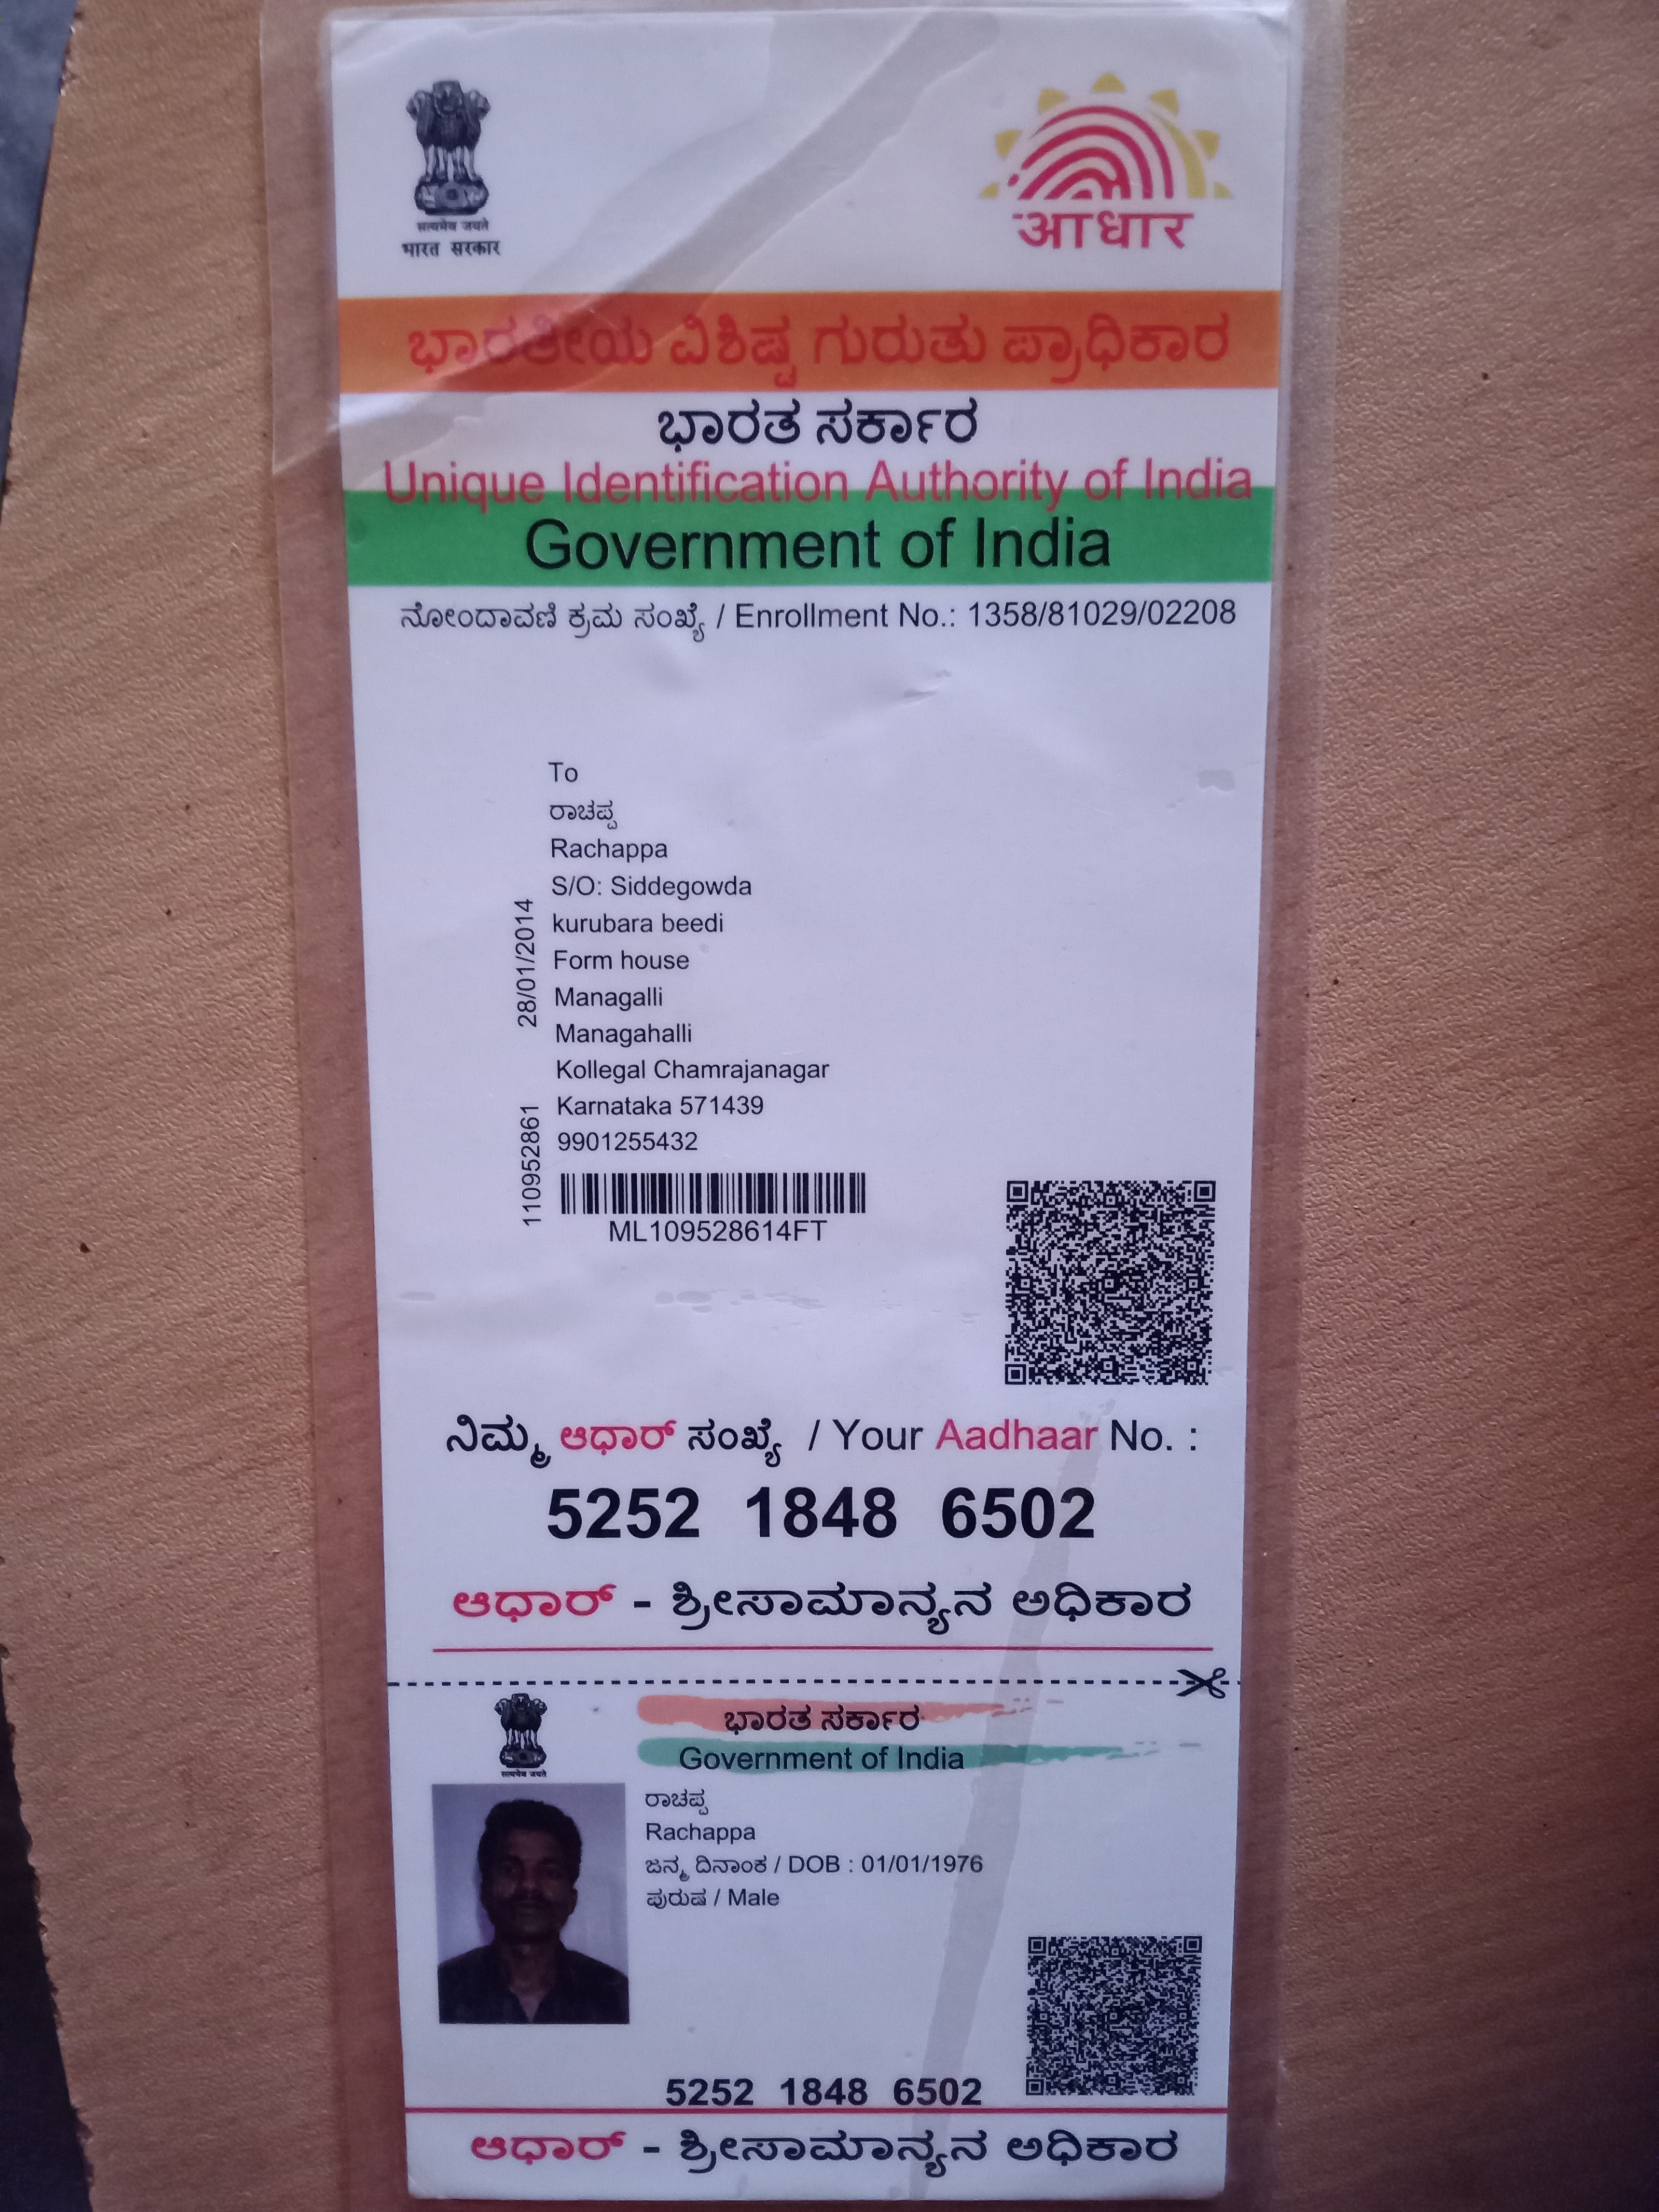 सत्यमेव जयते
भारत सरकार
आधार
ಭಾರತೀಯ ವಿಶಿಷ್ಟ ಗುರುತು ಪ್ರಾಧಿಕಾರ
ಭಾರತ ಸರ್ಕಾರ
Unique Identification Authority of India
Government of India
ನೋಂದಾವಣಿ ಕ್ರಮ ಸಂಖ್ಯೆ / Enrollment No.: 1358/81029/02208
To
ರಾಚಪ್ಪ
Rachappa
S/O: Siddegowda
kurubara beedi
Form house
Managalli
Managahalli
Kollegal Chamrajanagar
Karnataka 571439
9901255432
28/01/2014
110952861
ML109528614FT
ನಿಮ್ಮ ಆಧಾರ್ ಸಂಖ್ಯೆ / Your Aadhaar No. :
5252 1848 6502
ಆಧಾರ್ - ಶ್ರೀಸಾಮಾನ್ಯನ ಅಧಿಕಾರ
सत्यमेव जयते
ಭಾರತ ಸರ್ಕಾರ
Government of India
ರಾಚಪ್ಪ
Rachappa
ಜನ್ಮ ದಿನಾಂಕ / DOB : 01/01/1976
ಪುರುಷ / Male
5252 1848 6502
ಆಧಾರ್ - ಶ್ರೀಸಾಮಾನ್ಯನ ಅಧಿಕಾರ